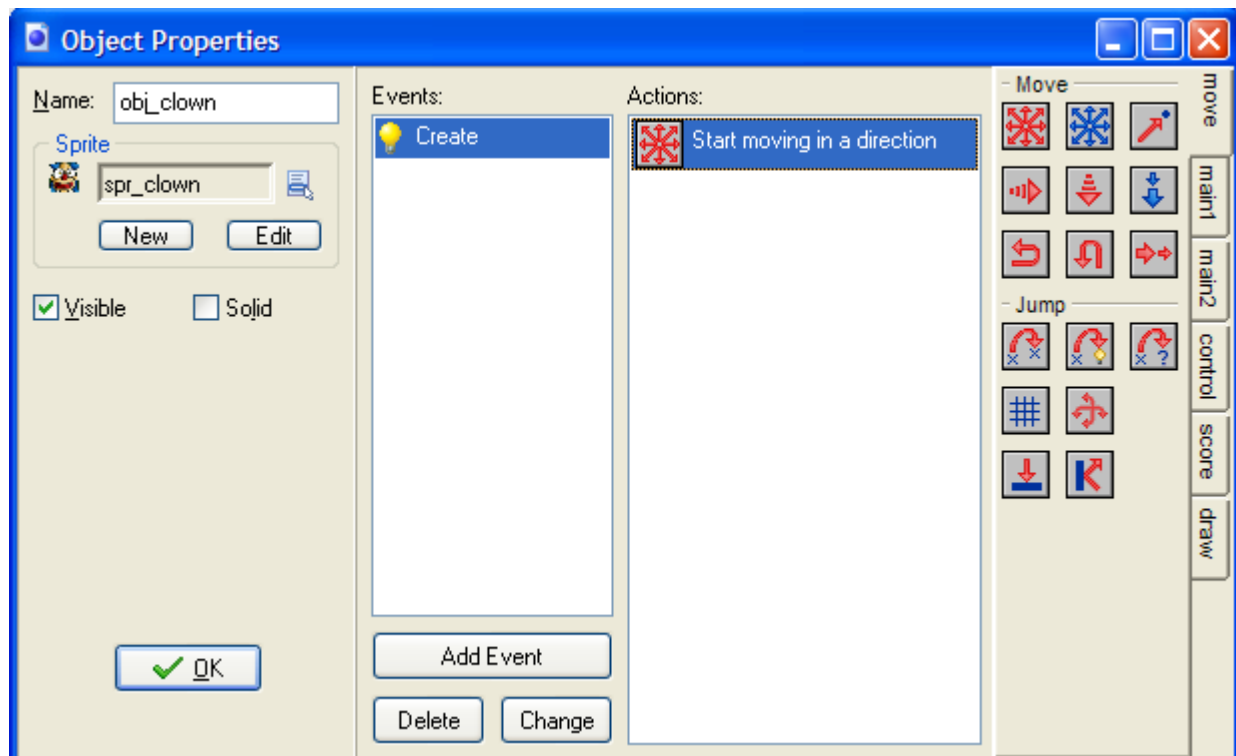 Object Properties
Name: obj_clown
Sprite
spr_clown
New Edit
Visible Solid
OK
Events:
Create
Add Event
Delete Change
Actions:
Start moving in a direction
Move
Jump
move
main1
main2
control
score
draw